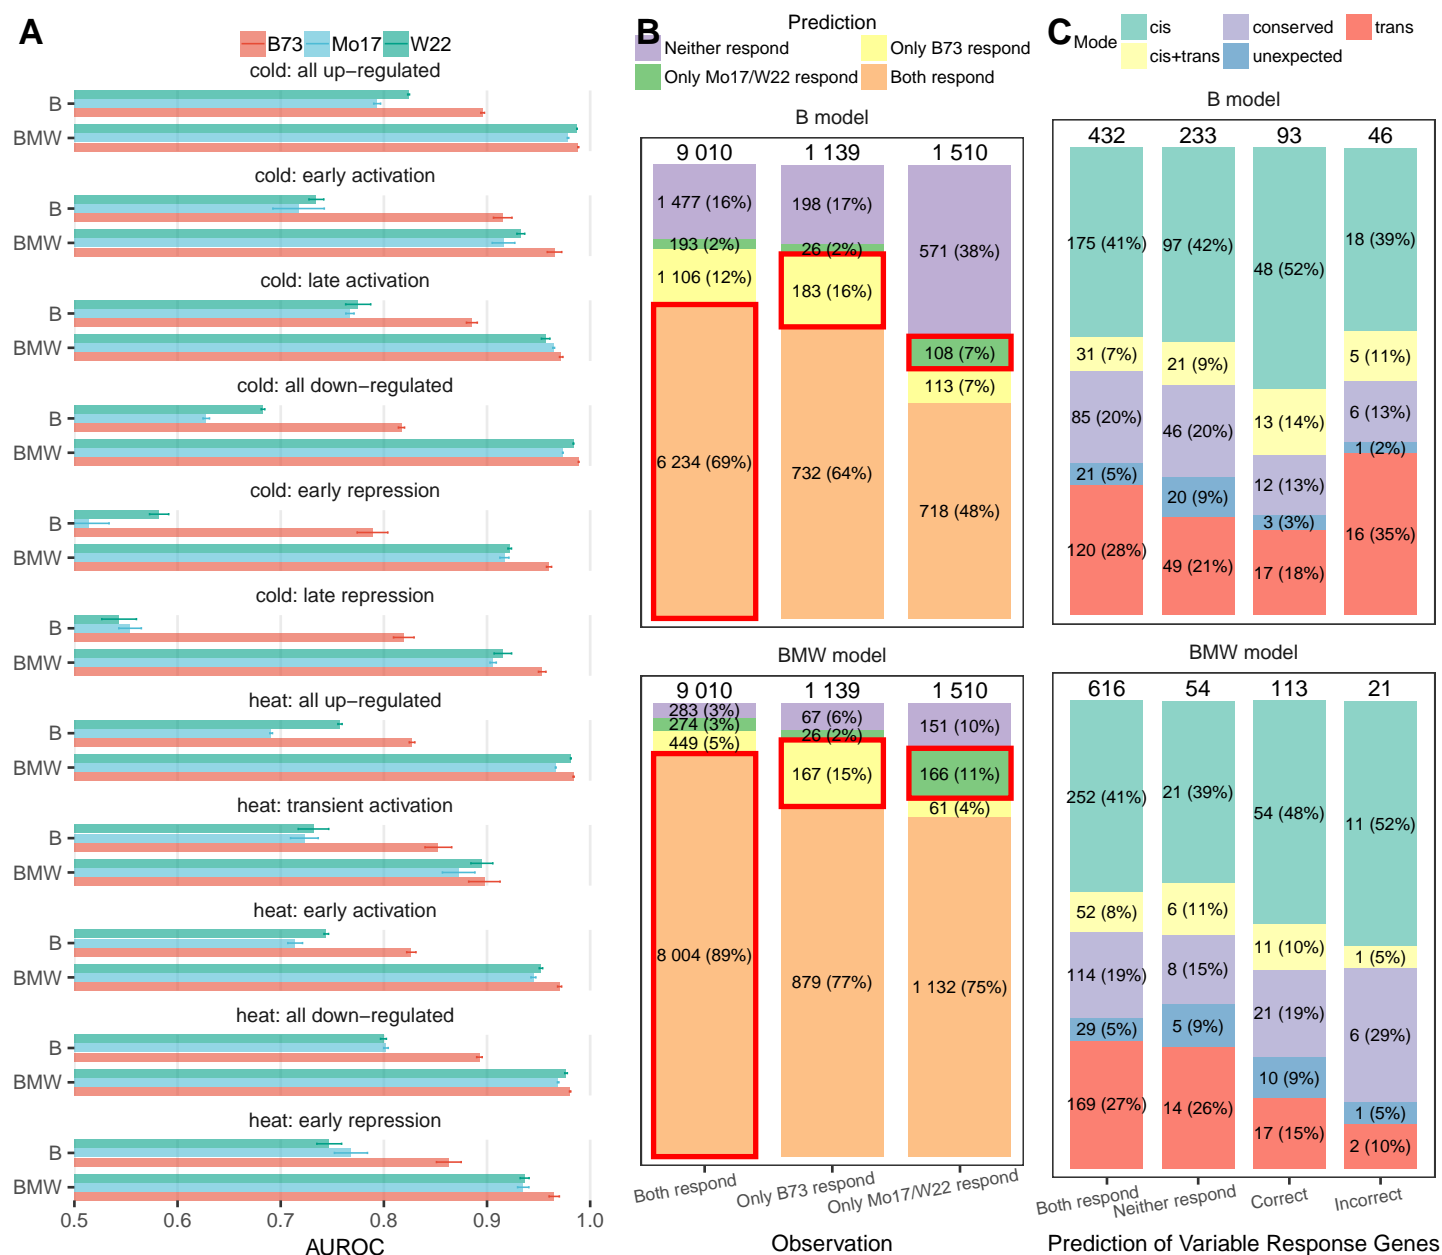 A
B73 Mo17 W22
cold: all up−regulated
B
BMW
cold: early activation
B
BMW
cold: late activation
B
BMW
cold: all down−regulated
B
BMW
cold: early repression
B
BMW
cold: late repression
B
BMW
heat: all up−regulated
B
BMW
heat: transient activation
B
BMW
heat: early activation
B
BMW
heat: all down−regulated
B
BMW
heat: early repression
B
BMW
0.5 0.6 0.7 0.8 0.9 1.0
AUROC
B
Prediction
Neither respond Only B73 respond
Only Mo17/W22 respond Both respond
B model
9 010 1 139 1 510
1 477 (16%) 198 (17%) 571 (38%)
193 (2%) 26 (2%) 108 (7%)
1 106 (12%) 183 (16%) 113 (7%)
6 234 (69%) 732 (64%) 718 (48%)
BMW model
9 010 1 139 1 510
283 (3%) 67 (6%) 151 (10%)
274 (3%) 26 (2%) 166 (11%)
449 (5%) 167 (15%) 61 (4%)
8 004 (89%) 879 (77%) 1 132 (75%)
Both respond Only B73 respond Only Mo17/W22 respond
Observation
C
Mode
cis conserved trans
cis+trans unexpected
B model
432 233 93 46
175 (41%) 97 (42%) 48 (52%) 18 (39%)
31 (7%) 21 (9%) 13 (14%) 5 (11%)
85 (20%) 46 (20%) 12 (13%) 6 (13%)
21 (5%) 20 (9%) 3 (3%) 1 (2%)
120 (28%) 49 (21%) 17 (18%) 16 (35%)
BMW model
616 54 113 21
252 (41%) 21 (39%) 54 (48%) 11 (52%)
52 (8%) 6 (11%) 11 (10%) 1 (5%)
114 (19%) 8 (15%) 21 (19%) 6 (29%)
29 (5%) 5 (9%) 10 (9%) 1 (5%)
169 (27%) 14 (26%) 17 (15%) 2 (10%)
Both respond Neither respond Correct Incorrect
Prediction of Variable Response Genes